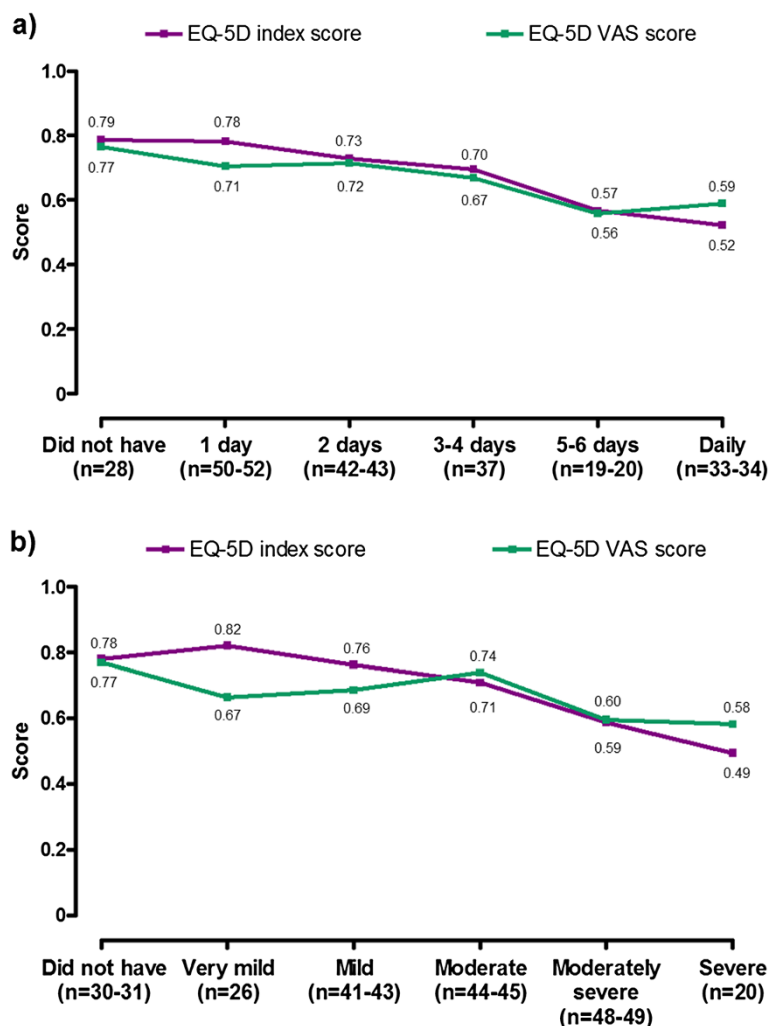 a)
EQ-5D index score EQ-5D VAS score
1.0
0.8
0.6
0.4
0.2
0
Score
0.79 0.78 0.73 0.70 0.57 0.59
0.77 0.71 0.72 0.67 0.56 0.52
Did not have 1 day 2 days 3-4 days 5-6 days Daily
(n=28) (n=50-52) (n=42-43) (n=37) (n=19-20) (n=33-34)
b)
EQ-5D index score EQ-5D VAS score
1.0
0.8
0.6
0.4
0.2
0
Score
0.78 0.82 0.76 0.74 0.60 0.58
0.77 0.67 0.69 0.71 0.59 0.49
Did not have Very mild Mild Moderate Moderately Severe
(n=30-31) (n=26) (n=41-43) (n=44-45) severe (n=20)
(n=48-49)